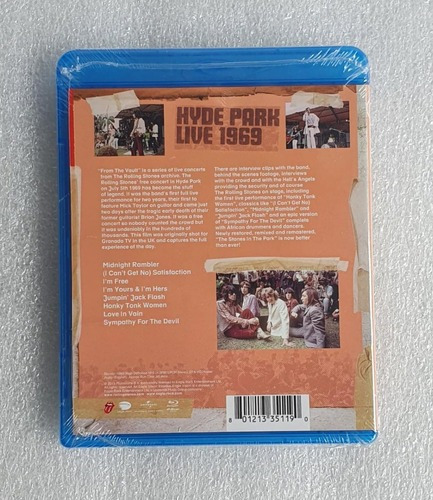 HYDE PARK
LIVE 1969
"From The Vault" is a series of live concerts
from The Rolling Stones archive. The
Rolling Stones' free concert in Hyde Park
on July 5th 1969 has become the stuff
of legend. It was the band's first full live
performance for two years, their first to
feature Mick Taylor on guitar and came just
two days after the tragic early death of their
former guitarist Brian Jones. It was a free
concert so nobody counted the crowd but
it was undeniably in the hundreds of
thousands. This film was originally shot for
Granada TV in the UK and captures the full
experience of the day.
There are interview clips with the band,
behind the scenes footage, interviews
with the crowd and with the Hell's Angels
providing the security and of course
The Rolling Stones on stage, including
the first live performance of "Honky Tonk
Women", classics like "(I Can't Get No)
Satisfaction", "Midnight Rambler" and
"Jumpin' Jack Flash" and an epic version
of "Sympathy For The Devil" complete
with African drummers and dancers.
Newly restored, remixed and remastered,
"The Stones In The Park" is now better
than ever!
Midnight Rambler
(I Can't Get No) Satisfaction
I'm Free
I'm Yours & I'm Hers
Jumpin' Jack Flash
Honky Tonk Women
Love In Vain
Sympathy For The Devil
8 01213 35119 0